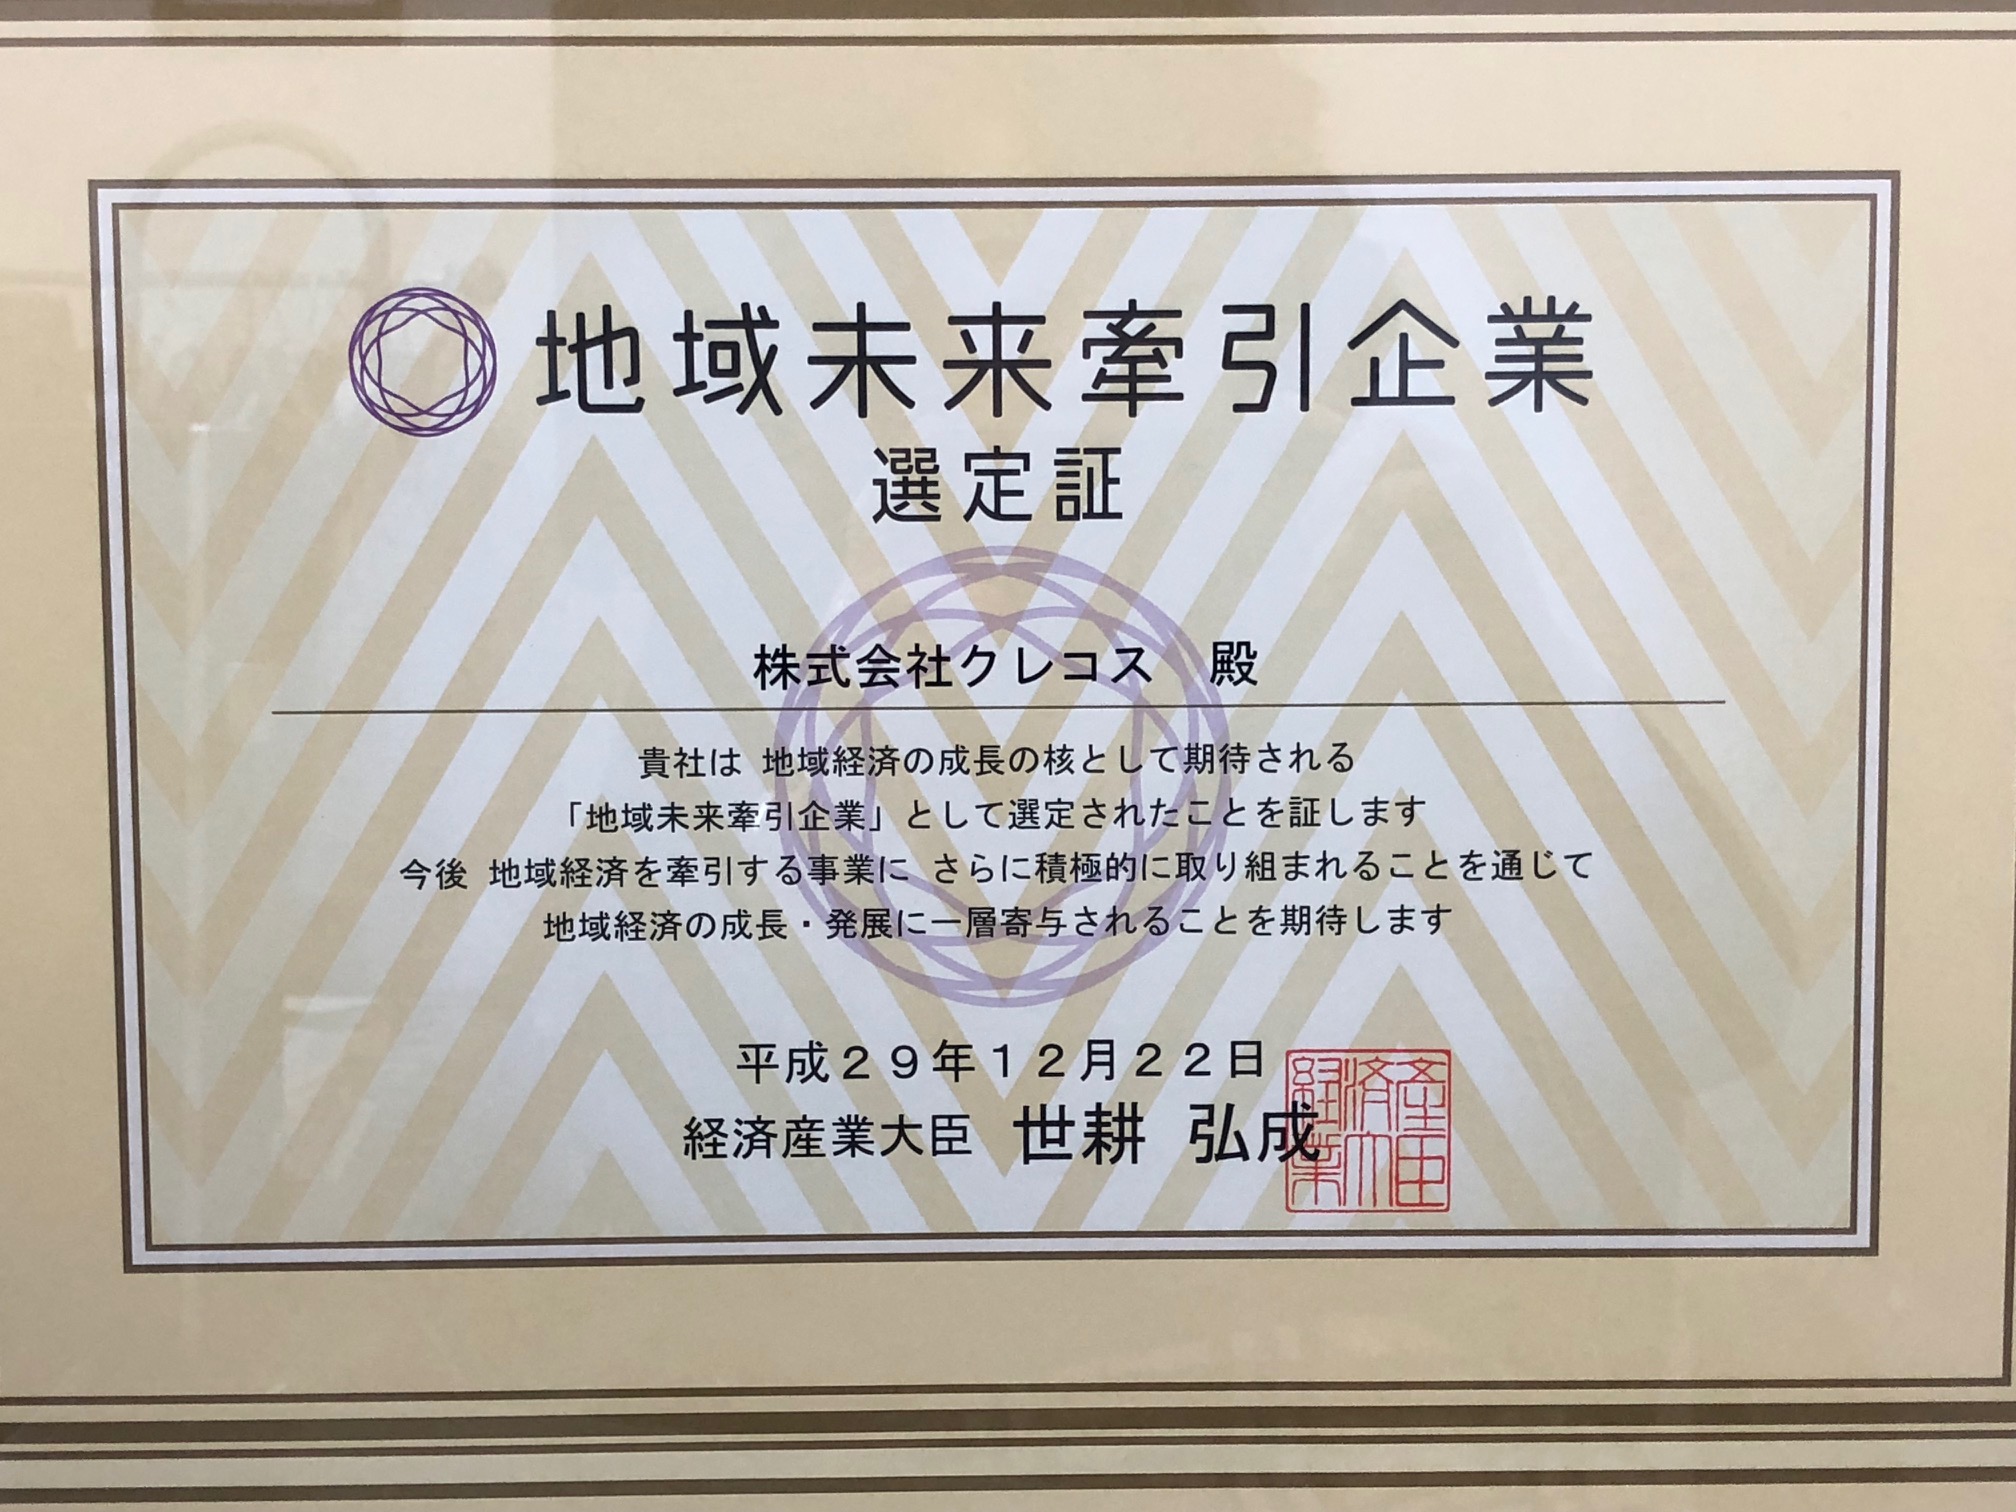 地域未来牽引企業
選定証
株式会社クレコス　殿
貴社は 地域経済の成長の核として期待される
「地域未来牽引企業」として選定されたことを証します
今後 地域経済を牽引する事業に さらに積極的に取り組まれることを通じて
地域経済の成長・発展に一層寄与されることを期待します
平成２９年１２月２２日
経済産業大臣 世耕 弘成
経済産業大臣